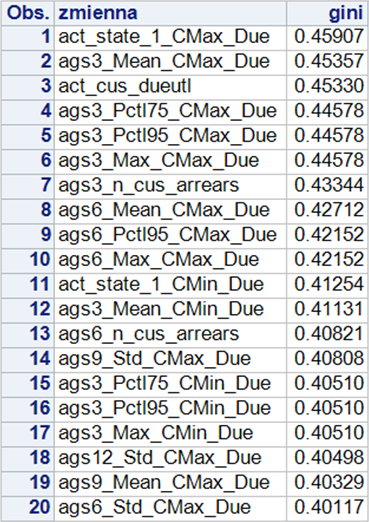 Obs. zmienna gini
1 act_state_1_CMax_Due 0.45907
2 ags3_Mean_CMax_Due 0.45357
3 act_cus_dueutl 0.45330
4 ags3_Pctl75_CMax_Due 0.44578
5 ags3_Pctl95_CMax_Due 0.44578
6 ags3_Max_CMax_Due 0.44578
7 ags3_n_cus_arrears 0.43344
8 ags6_Mean_CMax_Due 0.42712
9 ags6_Pctl95_CMax_Due 0.42152
10 ags6_Max_CMax_Due 0.42152
11 act_state_1_CMin_Due 0.41254
12 ags3_Mean_CMin_Due 0.41131
13 ags6_n_cus_arrears 0.40821
14 ags9_Std_CMax_Due 0.40808
15 ags3_Pctl75_CMin_Due 0.40510
16 ags3_Pctl95_CMin_Due 0.40510
17 ags3_Max_CMin_Due 0.40510
18 ags12_Std_CMax_Due 0.40498
19 ags9_Mean_CMax_Due 0.40329
20 ags6_Std_CMax_Due 0.40117